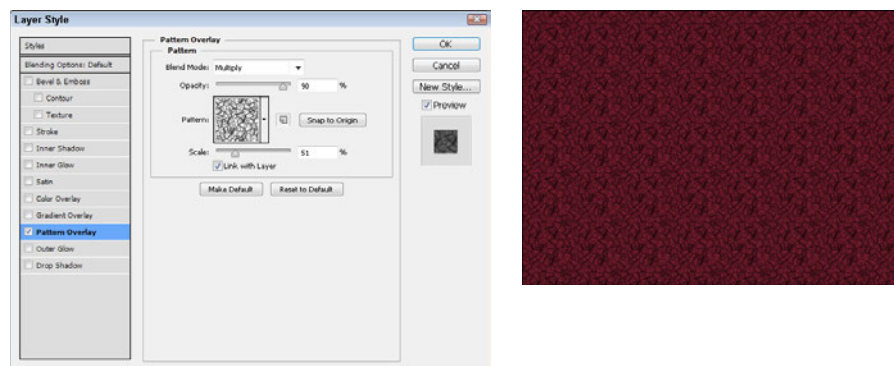 Layer Style
Styles
Blending Options: Default
Bevel & Emboss
Contour
Texture
Stroke
Inner Shadow
Inner Glow
Satin
Color Overlay
Gradient Overlay
Pattern Overlay
Outer Glow
Drop Shadow
Pattern Overlay
Pattern
Blend Mode: Multiply
Opacity: 90 %
Pattern: Snap to Origin
Scale: 51 %
Link with Layer
Make Default Reset to Default
OK
Cancel
New Style...
Preview